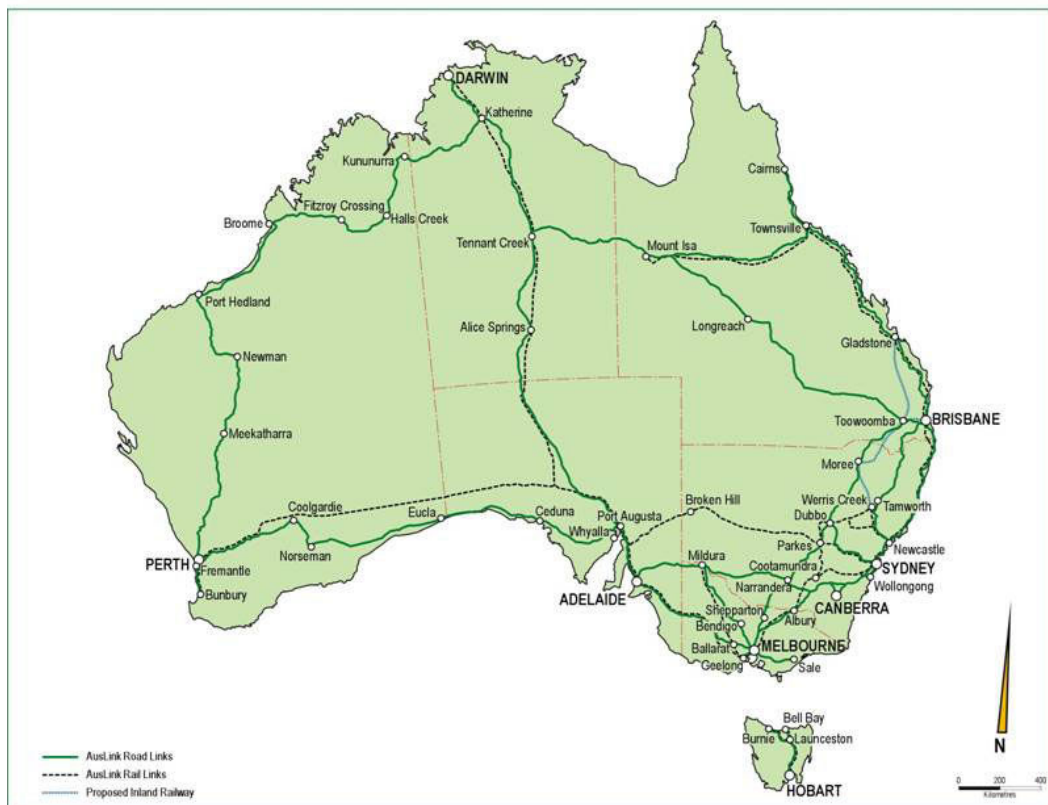 DARWIN
Katherine
Kununurra
Cairns
Fitzroy Crossing
Halls Creek
Broome
Townsville
Tennant Creek
Mount Isa
Port Hedland
Longreach
Alice Springs
Gladstone
Newman
Toowoomba
BRISBANE
Meekatharra
Moree
Broken Hill
Werris Creek
Tamworth
Coolgardie
Eucla
Ceduna
Port Augusta
Dubbo
Whyalla
Parkes
Newcastle
Norseman
Mildura
Cootamundra
SYDNEY
PERTH
Fremantle
Narrandera
Wollongong
Bunbury
ADELAIDE
CANBERRA
Shepparton
Albury
Bendigo
Ballarat
MELBOURNE
Geelong
Sale
Bell Bay
Burnie
Launceston
HOBART
N
AusLink Road Links
AusLink Rail Links
Proposed Inland Railway
0 200 400
Kilometres